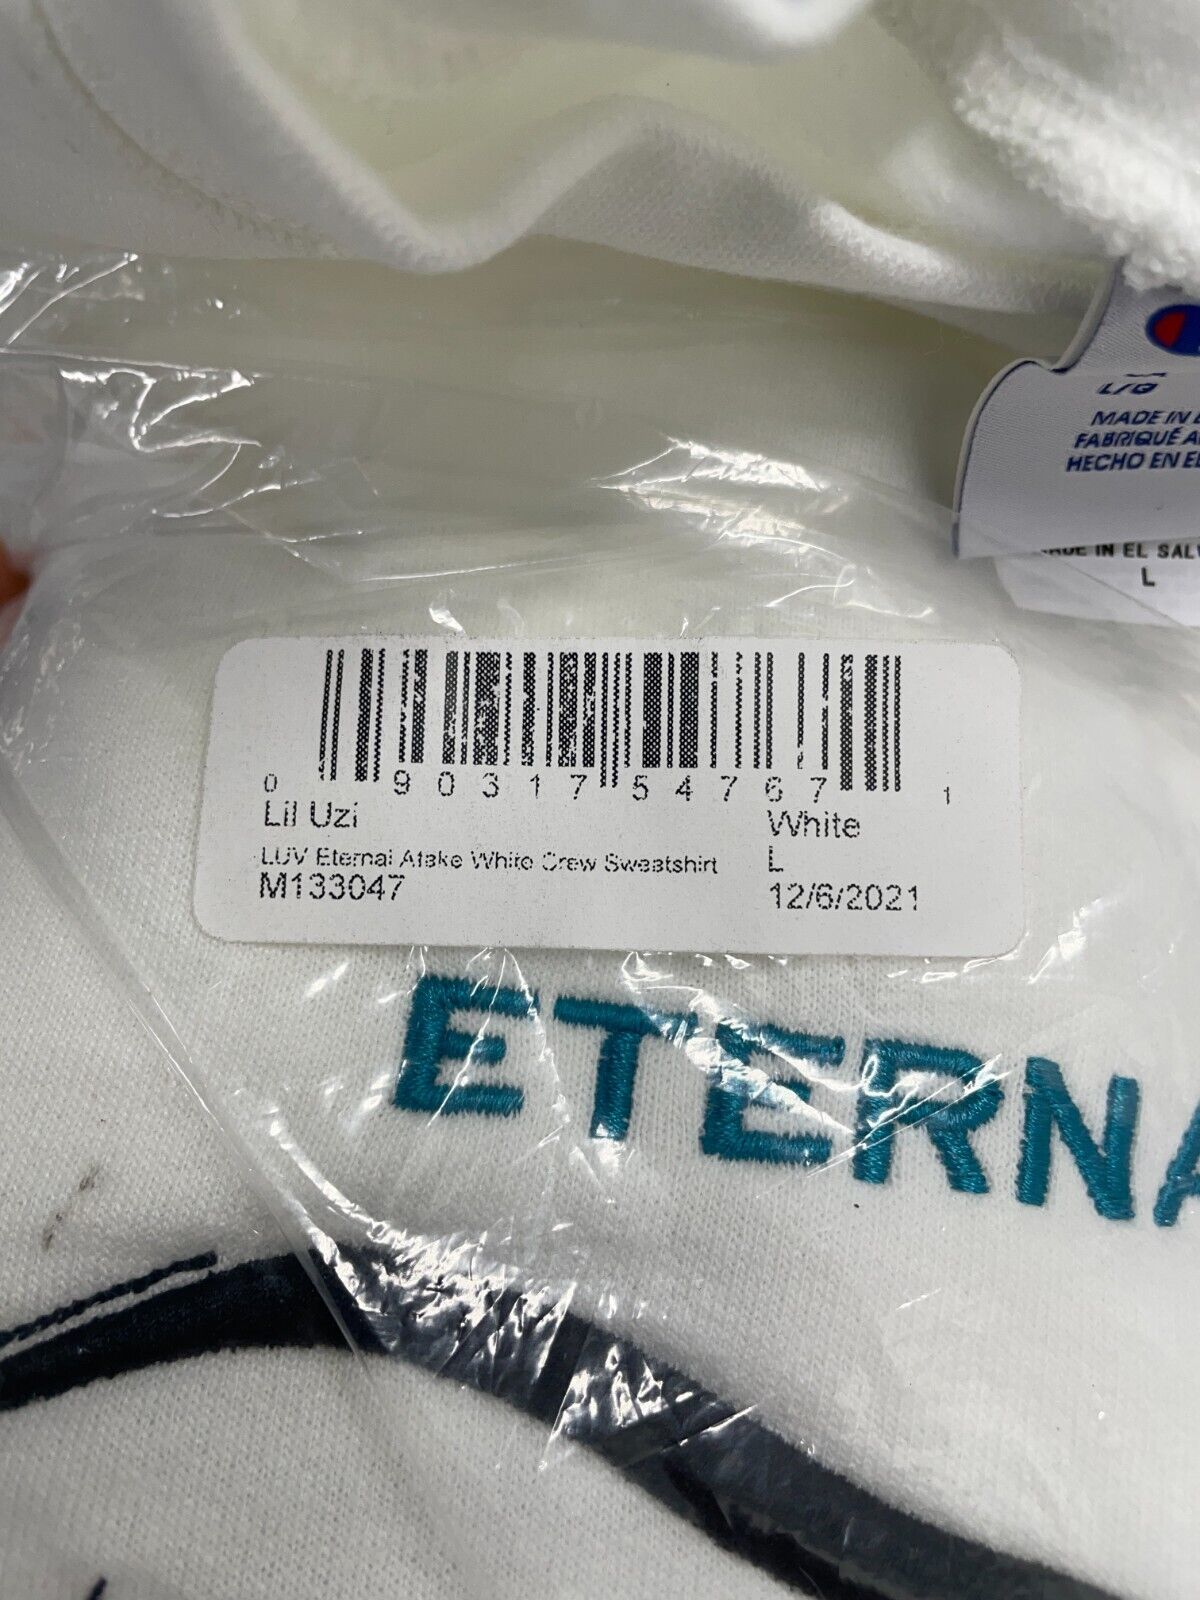 L/G
MADE IN E
FABRIQUÉ A
HECHO EN EL
MADE IN EL SALV
L
0 90317 54767 1
Lil Uzi
White
LUV Eternal Atake White Crew Sweatshirt
L
M133047
12/6/2021
ETERNA